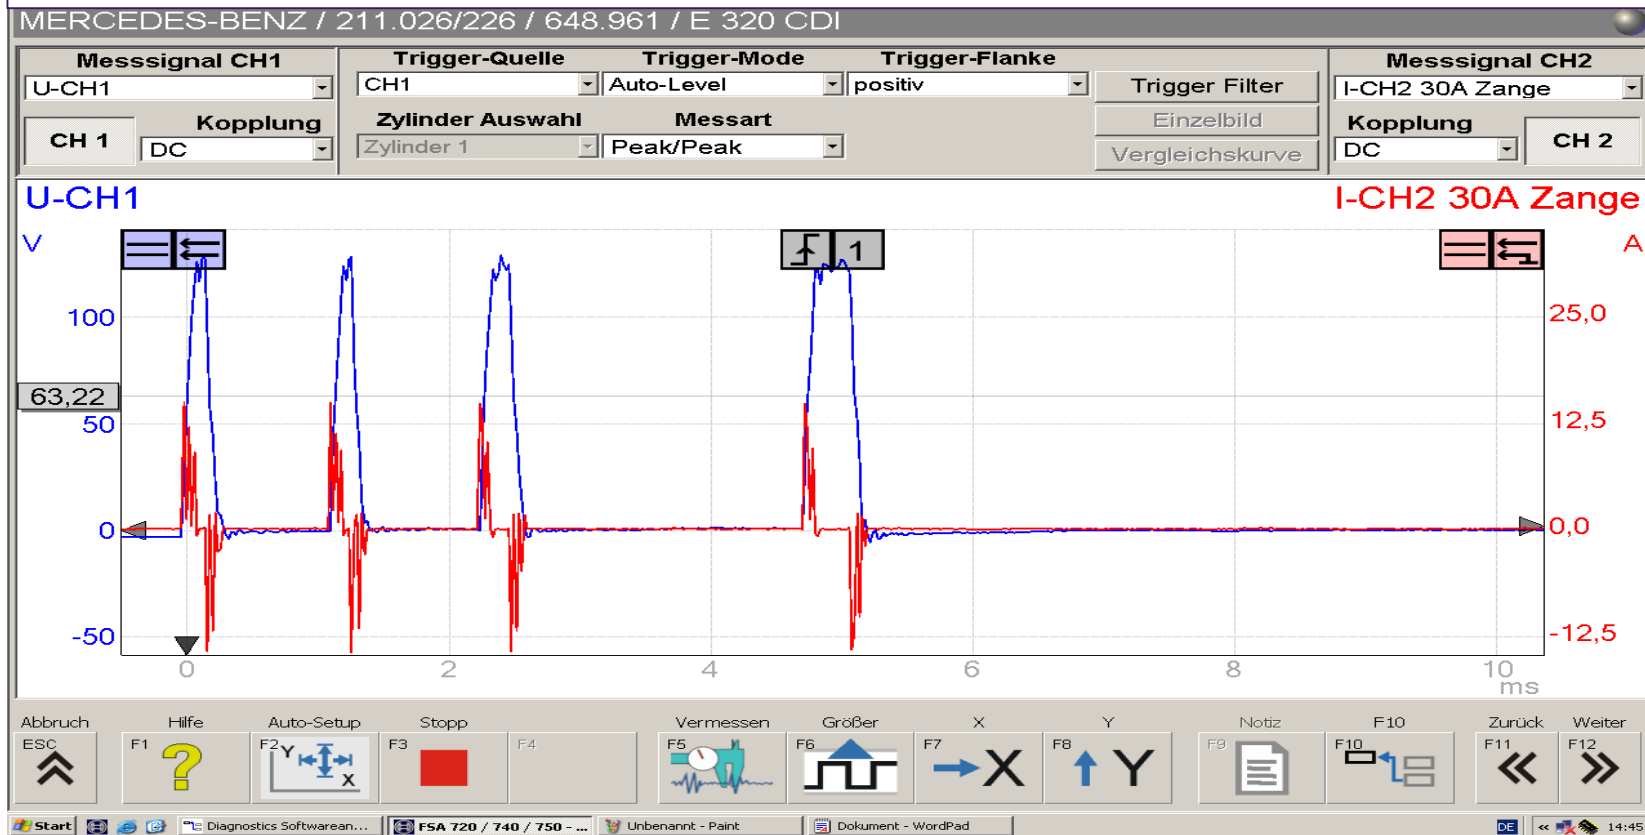 MERCEDES-BENZ / 211.026/226 / 648.961 / E 320 CDI
Messsignal CH1
U-CH1
CH 1
Kopplung
DC
Trigger-Quelle
CH1
Trigger-Mode
Auto-Level
Trigger-Flanke
positiv
Zylinder Auswahl
Zylinder 1
Messart
Peak/Peak
Trigger Filter
Einzelbild
Vergleichskurve
Messsignal CH2
I-CH2 30A Zange
Kopplung
DC
CH 2
U-CH1
I-CH2 30A Zange
V
1
A
100
25,0
63,22
50
12,5
0
0,0
-50
-12,5
0
2
4
6
8
10
ms
Abbruch
ESC
Hilfe
F1
Auto-Setup
F2
Y
X
Stopp
F3
F4
Vermessen
F5
Größer
F6
X
F7
X
Y
F8
Y
Notiz
F9
F10
F10
Zurück
F11
Weiter
F12
Start
Diagnostics Softwarean...
FSA 720 / 740 / 750 - ...
Unbenannt - Paint
Dokument - WordPad
DE
14:45